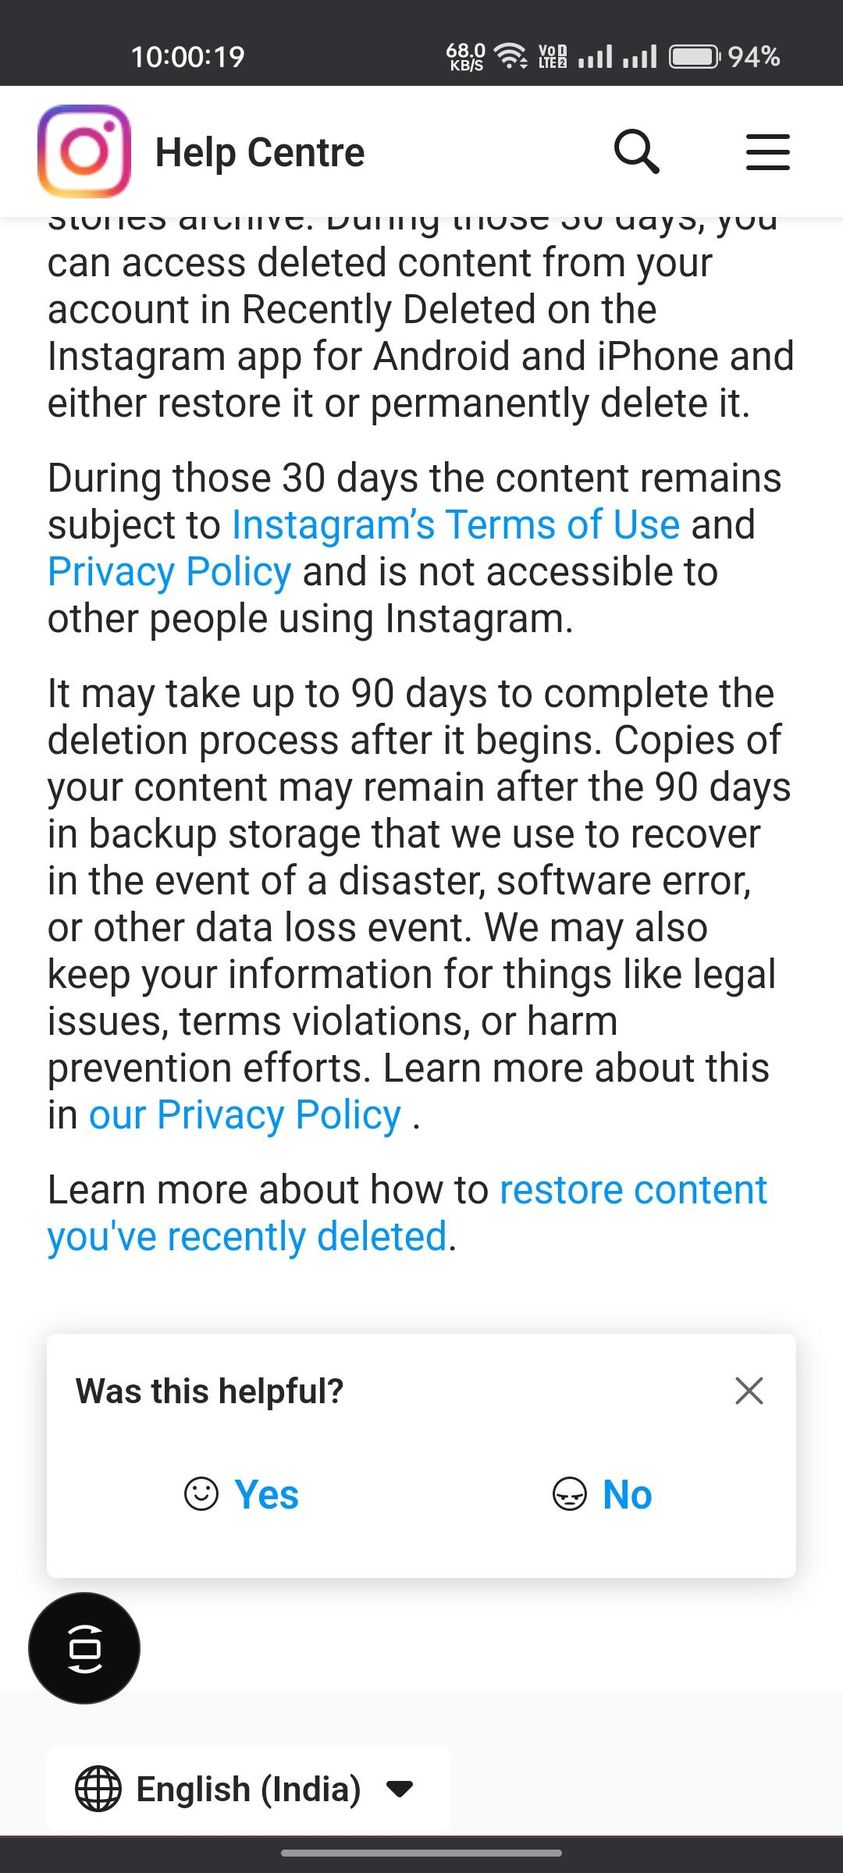 10:00:19
68.0 KB/S
Vo LTE 2
94%
Help Centre
stories archive. During those 30 days, you
can access deleted content from your
account in Recently Deleted on the
Instagram app for Android and iPhone and
either restore it or permanently delete it.
During those 30 days the content remains
subject to Instagram’s Terms of Use and
Privacy Policy and is not accessible to
other people using Instagram.
It may take up to 90 days to complete the
deletion process after it begins. Copies of
your content may remain after the 90 days
in backup storage that we use to recover
in the event of a disaster, software error,
or other data loss event. We may also
keep your information for things like legal
issues, terms violations, or harm
prevention efforts. Learn more about this
in our Privacy Policy .
Learn more about how to restore content
you've recently deleted.
Was this helpful?
Yes
No
English (India)